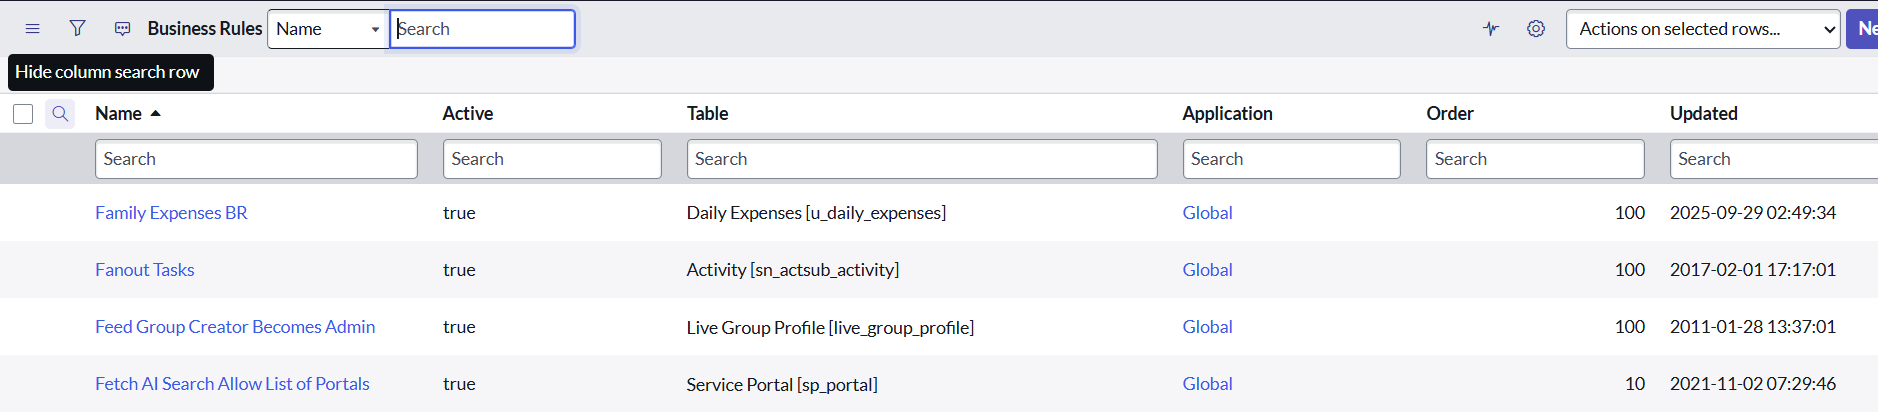 Business Rules Name Search Actions on selected rows... Ne
Hide column search row
Name Active Table Application Order Updated
Search Search Search Search Search Search
Family Expenses BR true Daily Expenses [u_daily_expenses] Global 100 2025-09-29 02:49:34
Fanout Tasks true Activity [sn_actsub_activity] Global 100 2017-02-01 17:17:01
Feed Group Creator Becomes Admin true Live Group Profile [live_group_profile] Global 100 2011-01-28 13:37:01
Fetch AI Search Allow List of Portals true Service Portal [sp_portal] Global 10 2021-11-02 07:29:46